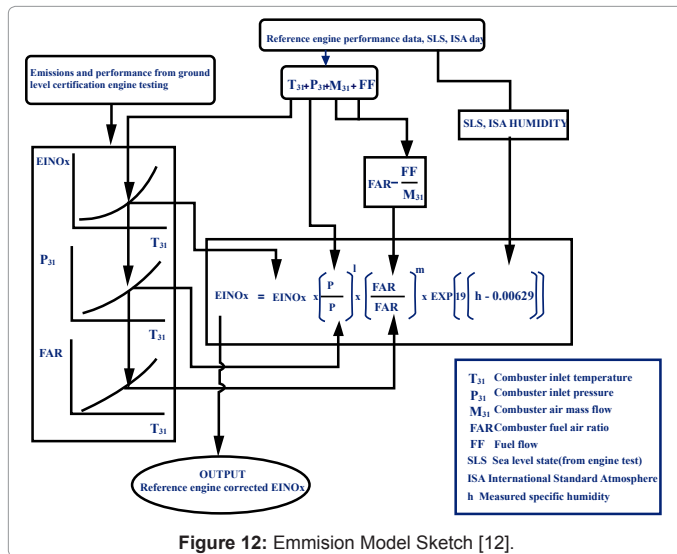 Reference engine performance data, SLS, ISA day
Emissions and performance from ground
level certification engine testing
T31+P31+M31+FF
SLS, ISA HUMIDITY
EINOx
T31
P31
T31
FAR
T31
FAR – FF
M31
EINOx = EINOx x (P/P)^l x (FAR/FAR)^m x EXP(19(h - 0.00629))
OUTPUT
Reference engine corrected EINOx
T31 Combuster inlet temperature
P31 Combuster inlet pressure
M31 Combuster air mass flow
FAR Combuster fuel air ratio
FF Fuel flow
SLS Sea level state(from engine test)
ISA International Standard Atmosphere
h Measured specific humidity
Figure 12: Emmision Model Sketch [12].